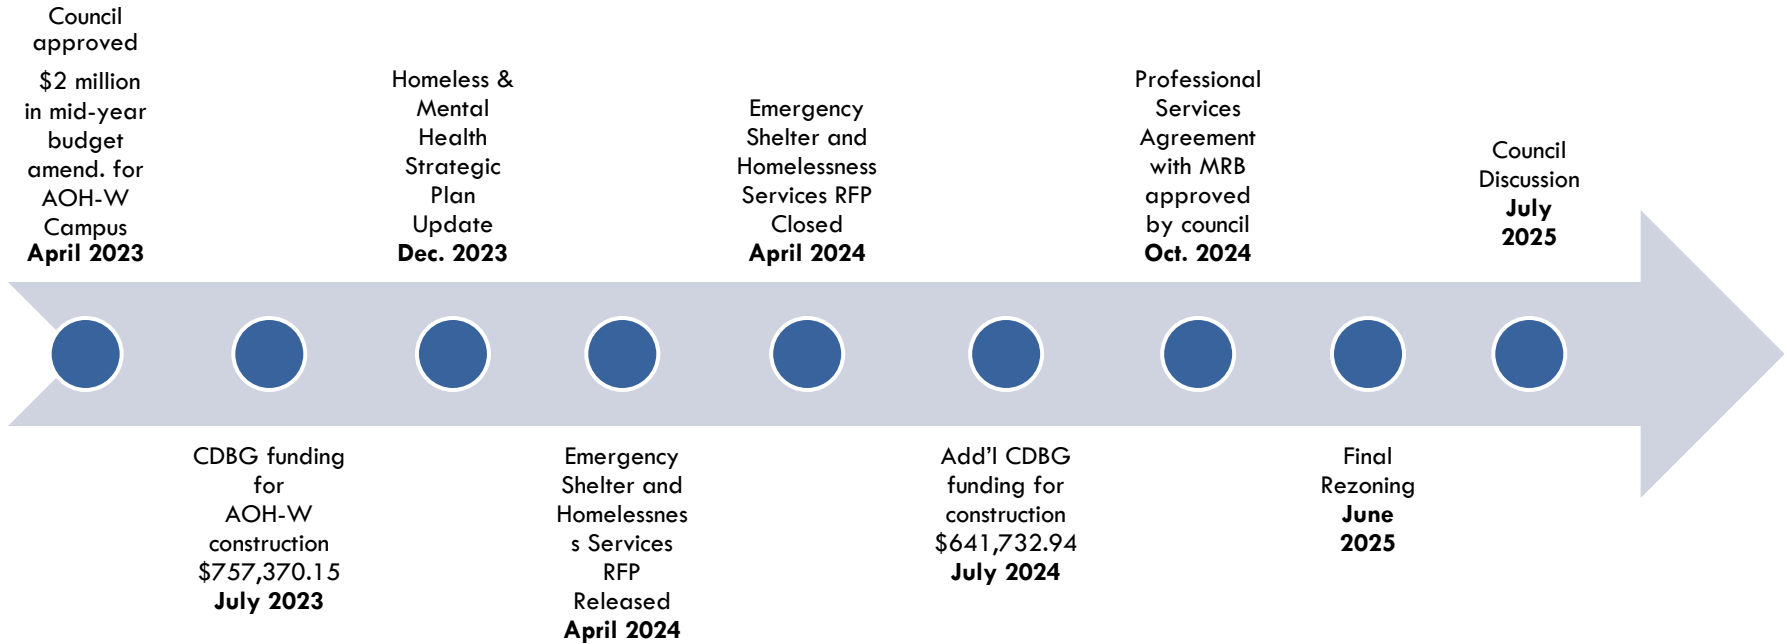 Council
approved
$2 million
in mid-year
budget
amend. for
AOH-W
Campus
April 2023
CDBG funding
for
AOH-W
construction
$757,370.15
July 2023
Homeless &
Mental
Health
Strategic
Plan
Update
Dec. 2023
Emergency
Shelter and
Homelessnes
s Services
RFP
Released
April 2024
Emergency
Shelter and
Homelessness
Services RFP
Closed
April 2024
Add'l CDBG
funding for
construction
$641,732.94
July 2024
Professional
Services
Agreement
with MRB
approved
by council
Oct. 2024
Final
Rezoning
June
2025
Council
Discussion
July
2025